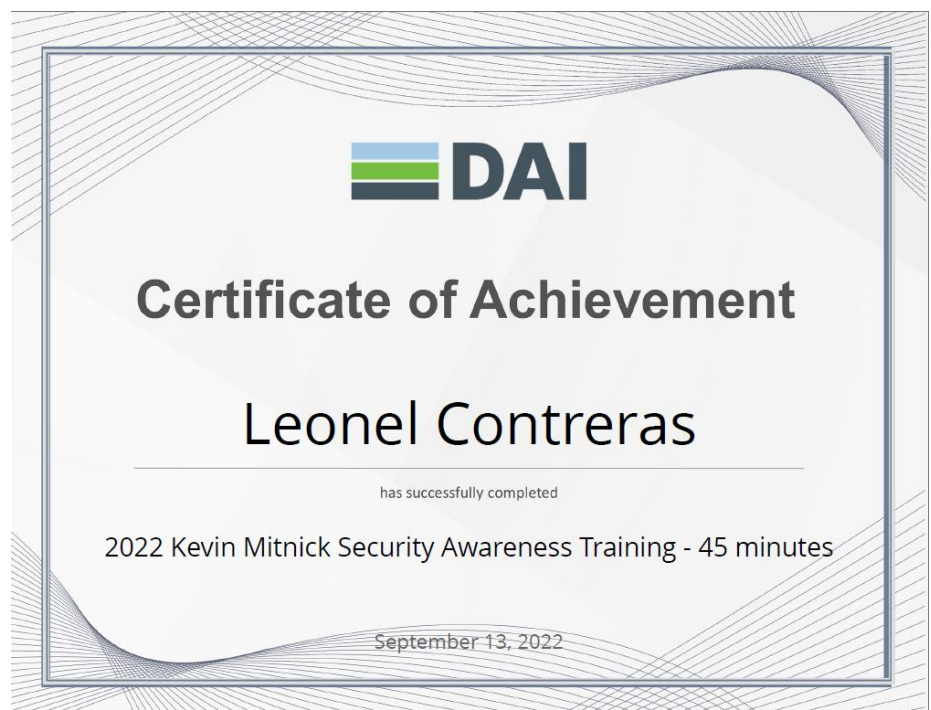 DAI
Certificate of Achievement
Leonel Contreras
has successfully completed
2022 Kevin Mitnick Security Awareness Training - 45 minutes
September 13, 2022